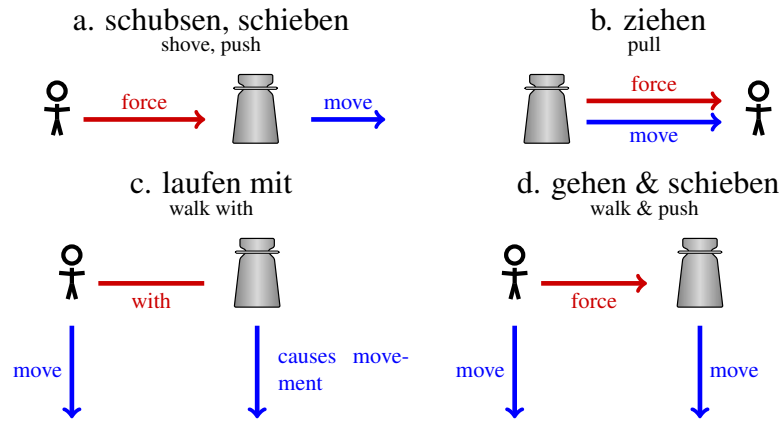 a. schubsen, schieben
shove, push
force
move
b. ziehen
pull
force
move
c. laufen mit
walk with
with
move
causes move-
ment
d. gehen & schieben
walk & push
force
move
move